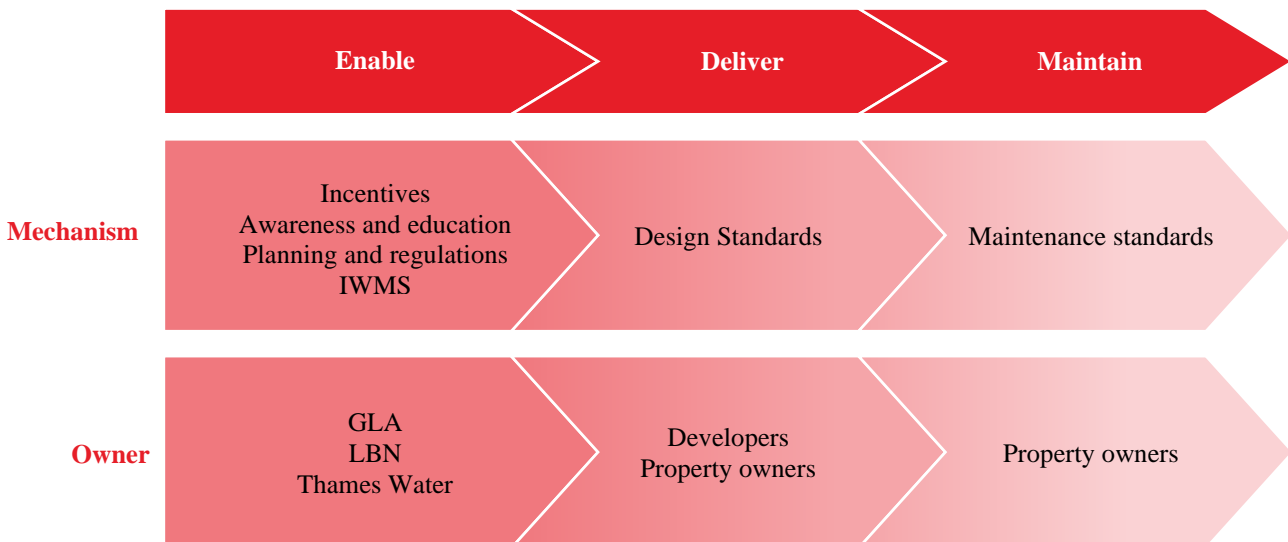 Enable
Deliver
Maintain
Mechanism
Incentives
Awareness and education
Planning and regulations
IWMS
Design Standards
Maintenance standards
Owner
GLA
LBN
Thames Water
Developers
Property owners
Property owners